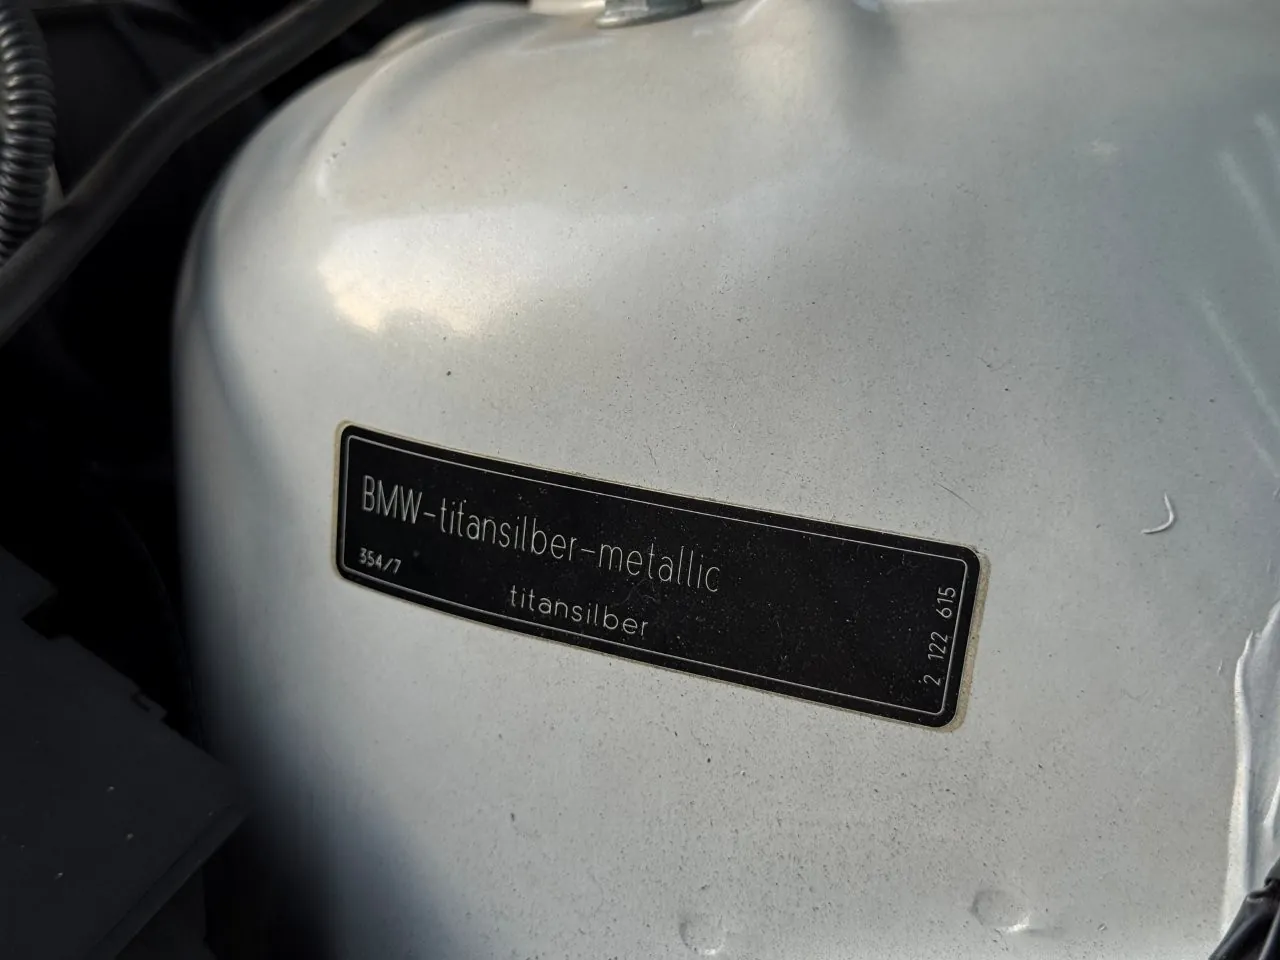 BMW-titansilber-metallic
354/7
titansilber
2 122 615